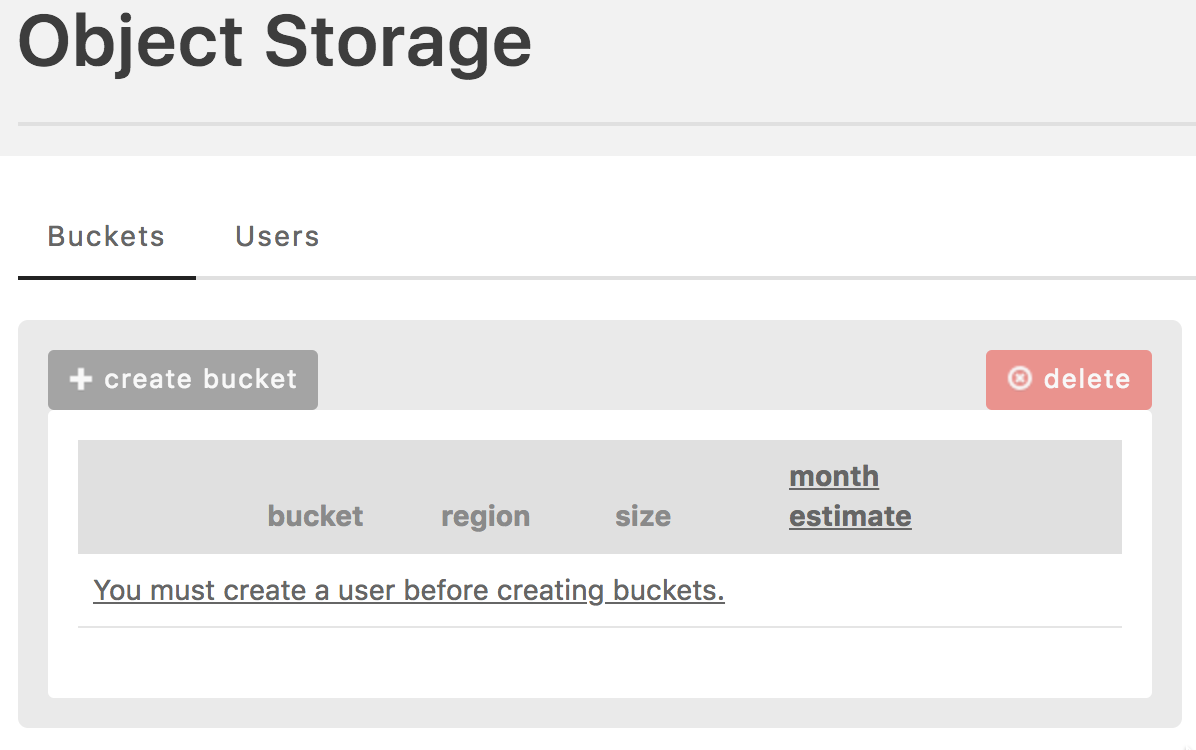 Object Storage
Buckets Users
create bucket delete
month
bucket region size estimate
You must create a user before creating buckets.